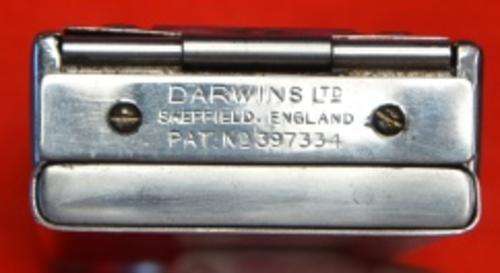 DARWINS LTD
SHEFFIELD. ENGLAND
PAT. NO 397334